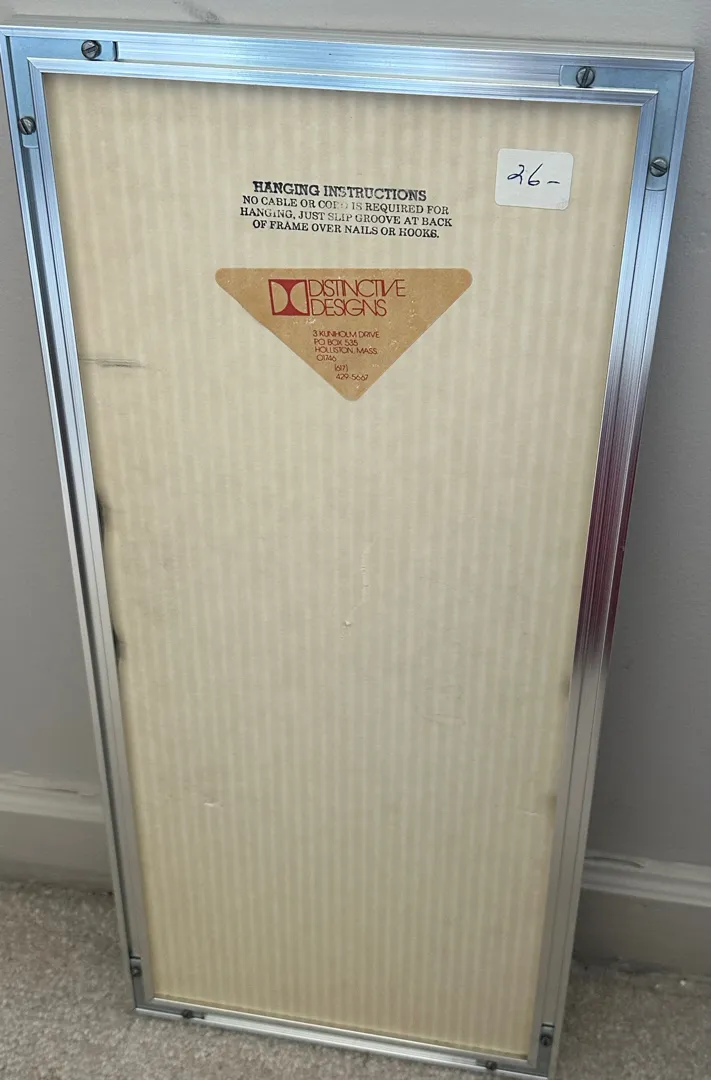 HANGING INSTRUCTIONS
NO CABLE OR CORD IS REQUIRED FOR
HANGING, JUST SLIP GROOVE AT BACK
OF FRAME OVER NAILS OR HOOKS.
26-
DISTINCTIVE
DESIGNS
3 KUNIHOLM DRIVE
PO BOX 535
HOLLISTON, MASS.
01746
(617)
429-5687